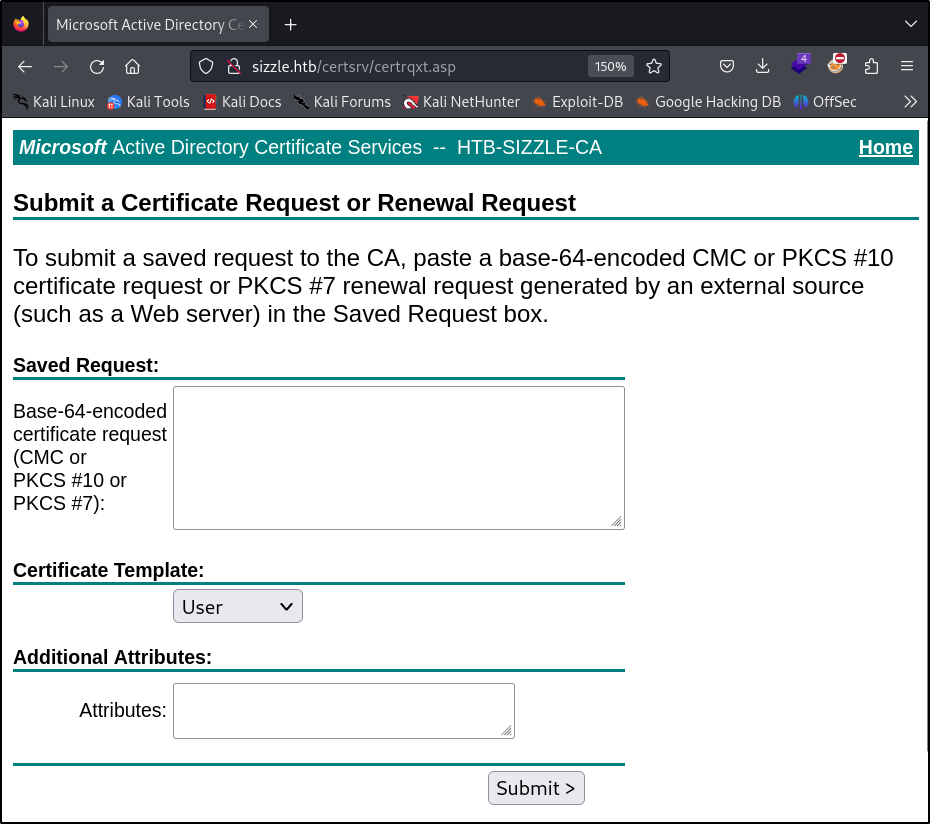 Microsoft Active Directory Ce
sizzle.htb/certsrv/certrqxt.asp
150%
4
Kali Linux
Kali Tools
Kali Docs
Kali Forums
Kali NetHunter
Exploit-DB
Google Hacking DB
OffSec
Microsoft Active Directory Certificate Services -- HTB-SIZZLE-CA
Home
Submit a Certificate Request or Renewal Request
To submit a saved request to the CA, paste a base-64-encoded CMC or PKCS #10
certificate request or PKCS #7 renewal request generated by an external source
(such as a Web server) in the Saved Request box.
Saved Request:
Base-64-encoded
certificate request
(CMC or
PKCS #10 or
PKCS #7):
Certificate Template:
User
Additional Attributes:
Attributes:
Submit >